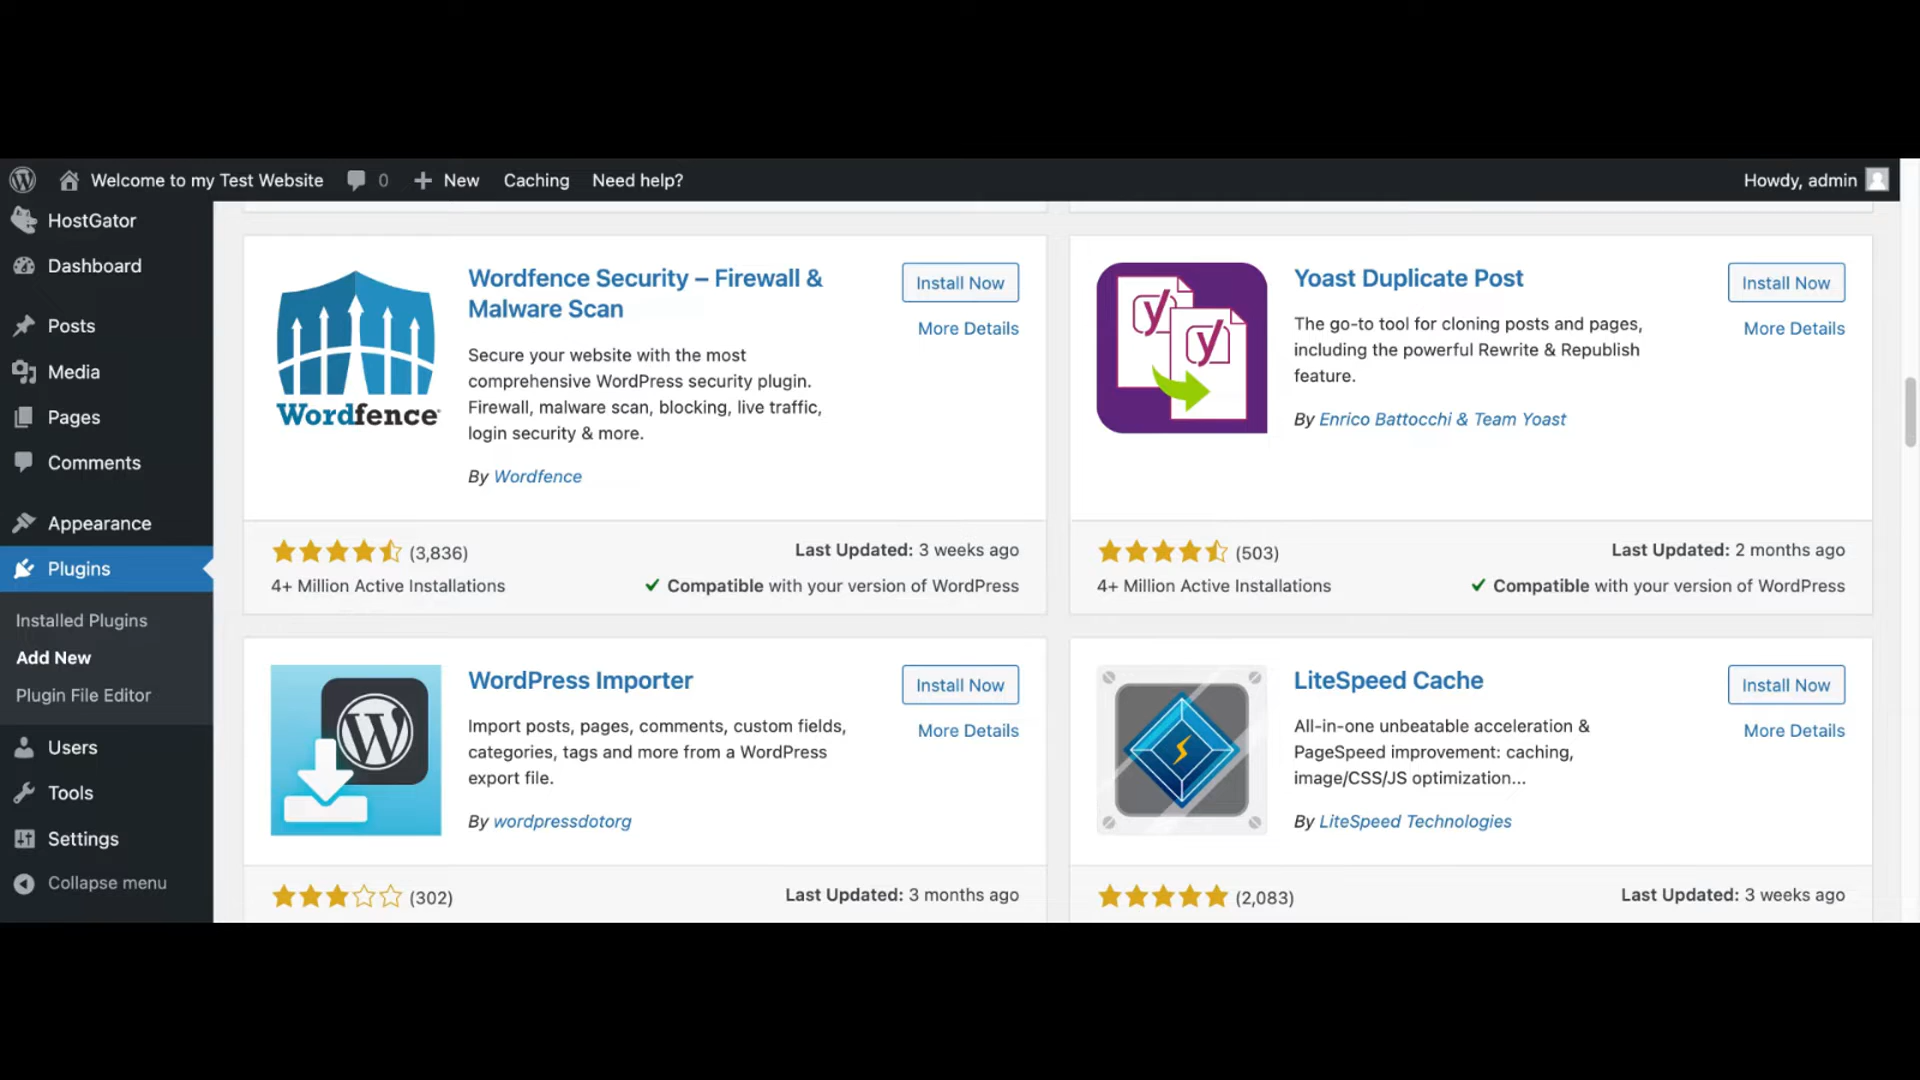 Welcome to my Test Website 0 New Caching Need help? Howdy, admin
HostGator
Dashboard
Posts
Media
Pages
Comments
Appearance
Plugins
Installed Plugins
Add New
Plugin File Editor
Users
Tools
Settings
Collapse menu
Wordfence
Wordfence Security – Firewall &
Malware Scan
Install Now
More Details
Secure your website with the most
comprehensive WordPress security plugin.
Firewall, malware scan, blocking, live traffic,
login security & more.
By Wordfence
(3,836)
Last Updated: 3 weeks ago
4+ Million Active Installations
Compatible with your version of WordPress
Yoast Duplicate Post
Install Now
More Details
The go-to tool for cloning posts and pages,
including the powerful Rewrite & Republish
feature.
By Enrico Battocchi & Team Yoast
(503)
Last Updated: 2 months ago
4+ Million Active Installations
Compatible with your version of WordPress
WordPress Importer
Install Now
More Details
Import posts, pages, comments, custom fields,
categories, tags and more from a WordPress
export file.
By wordpressdotorg
(302)
Last Updated: 3 months ago
LiteSpeed Cache
Install Now
More Details
All-in-one unbeatable acceleration &
PageSpeed improvement: caching,
image/CSS/JS optimization...
By LiteSpeed Technologies
(2,083)
Last Updated: 3 weeks ago